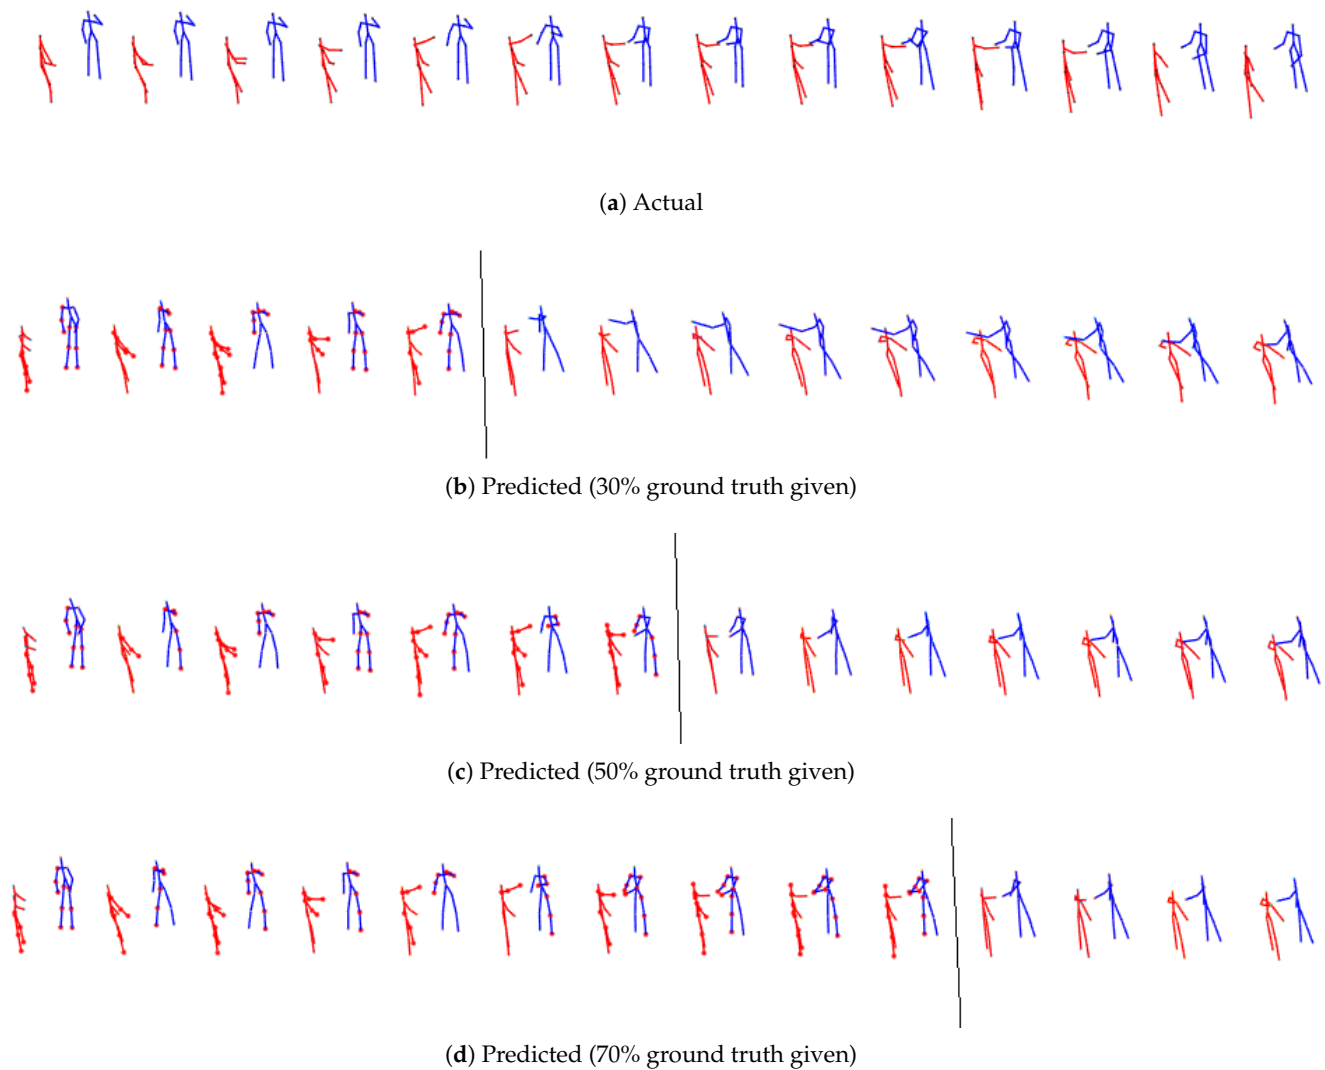 (a) Actual
(b) Predicted (30% ground truth given)
(c) Predicted (50% ground truth given)
(d) Predicted (70% ground truth given)